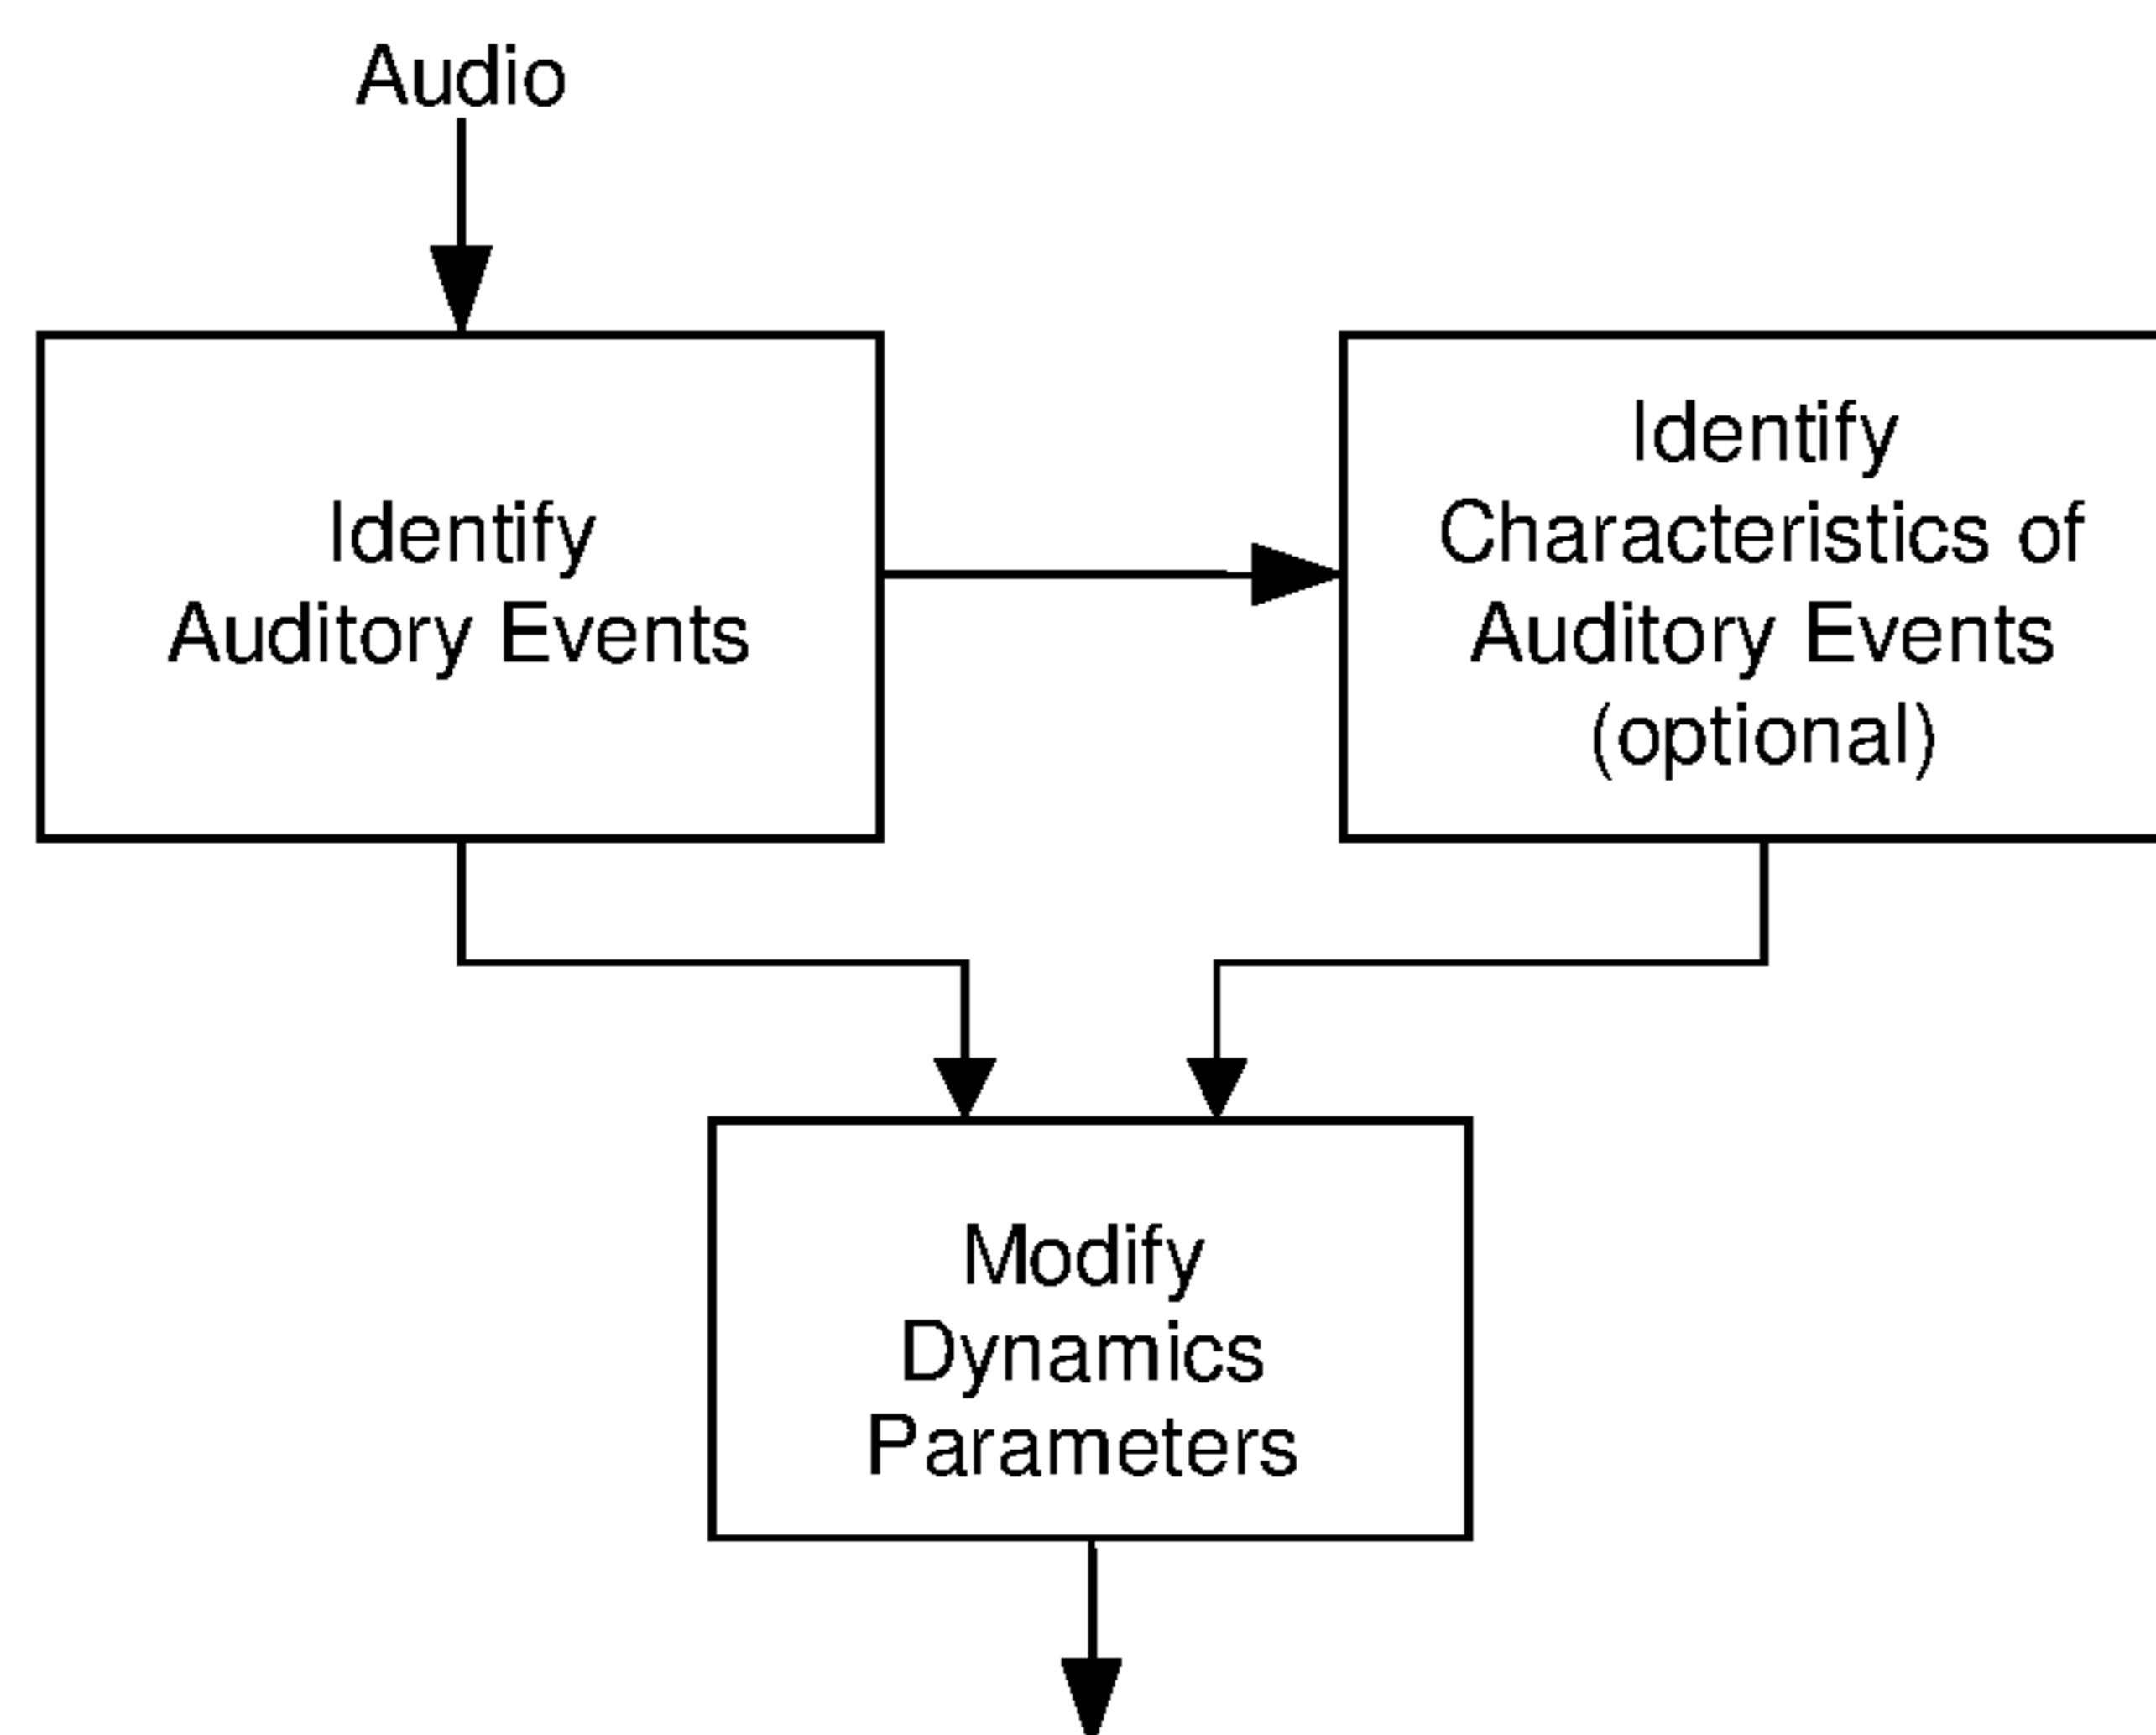 Audio
Identify
Auditory Events
Identify
Characteristics of
Auditory Events
(optional)
Modify
Dynamics
Parameters